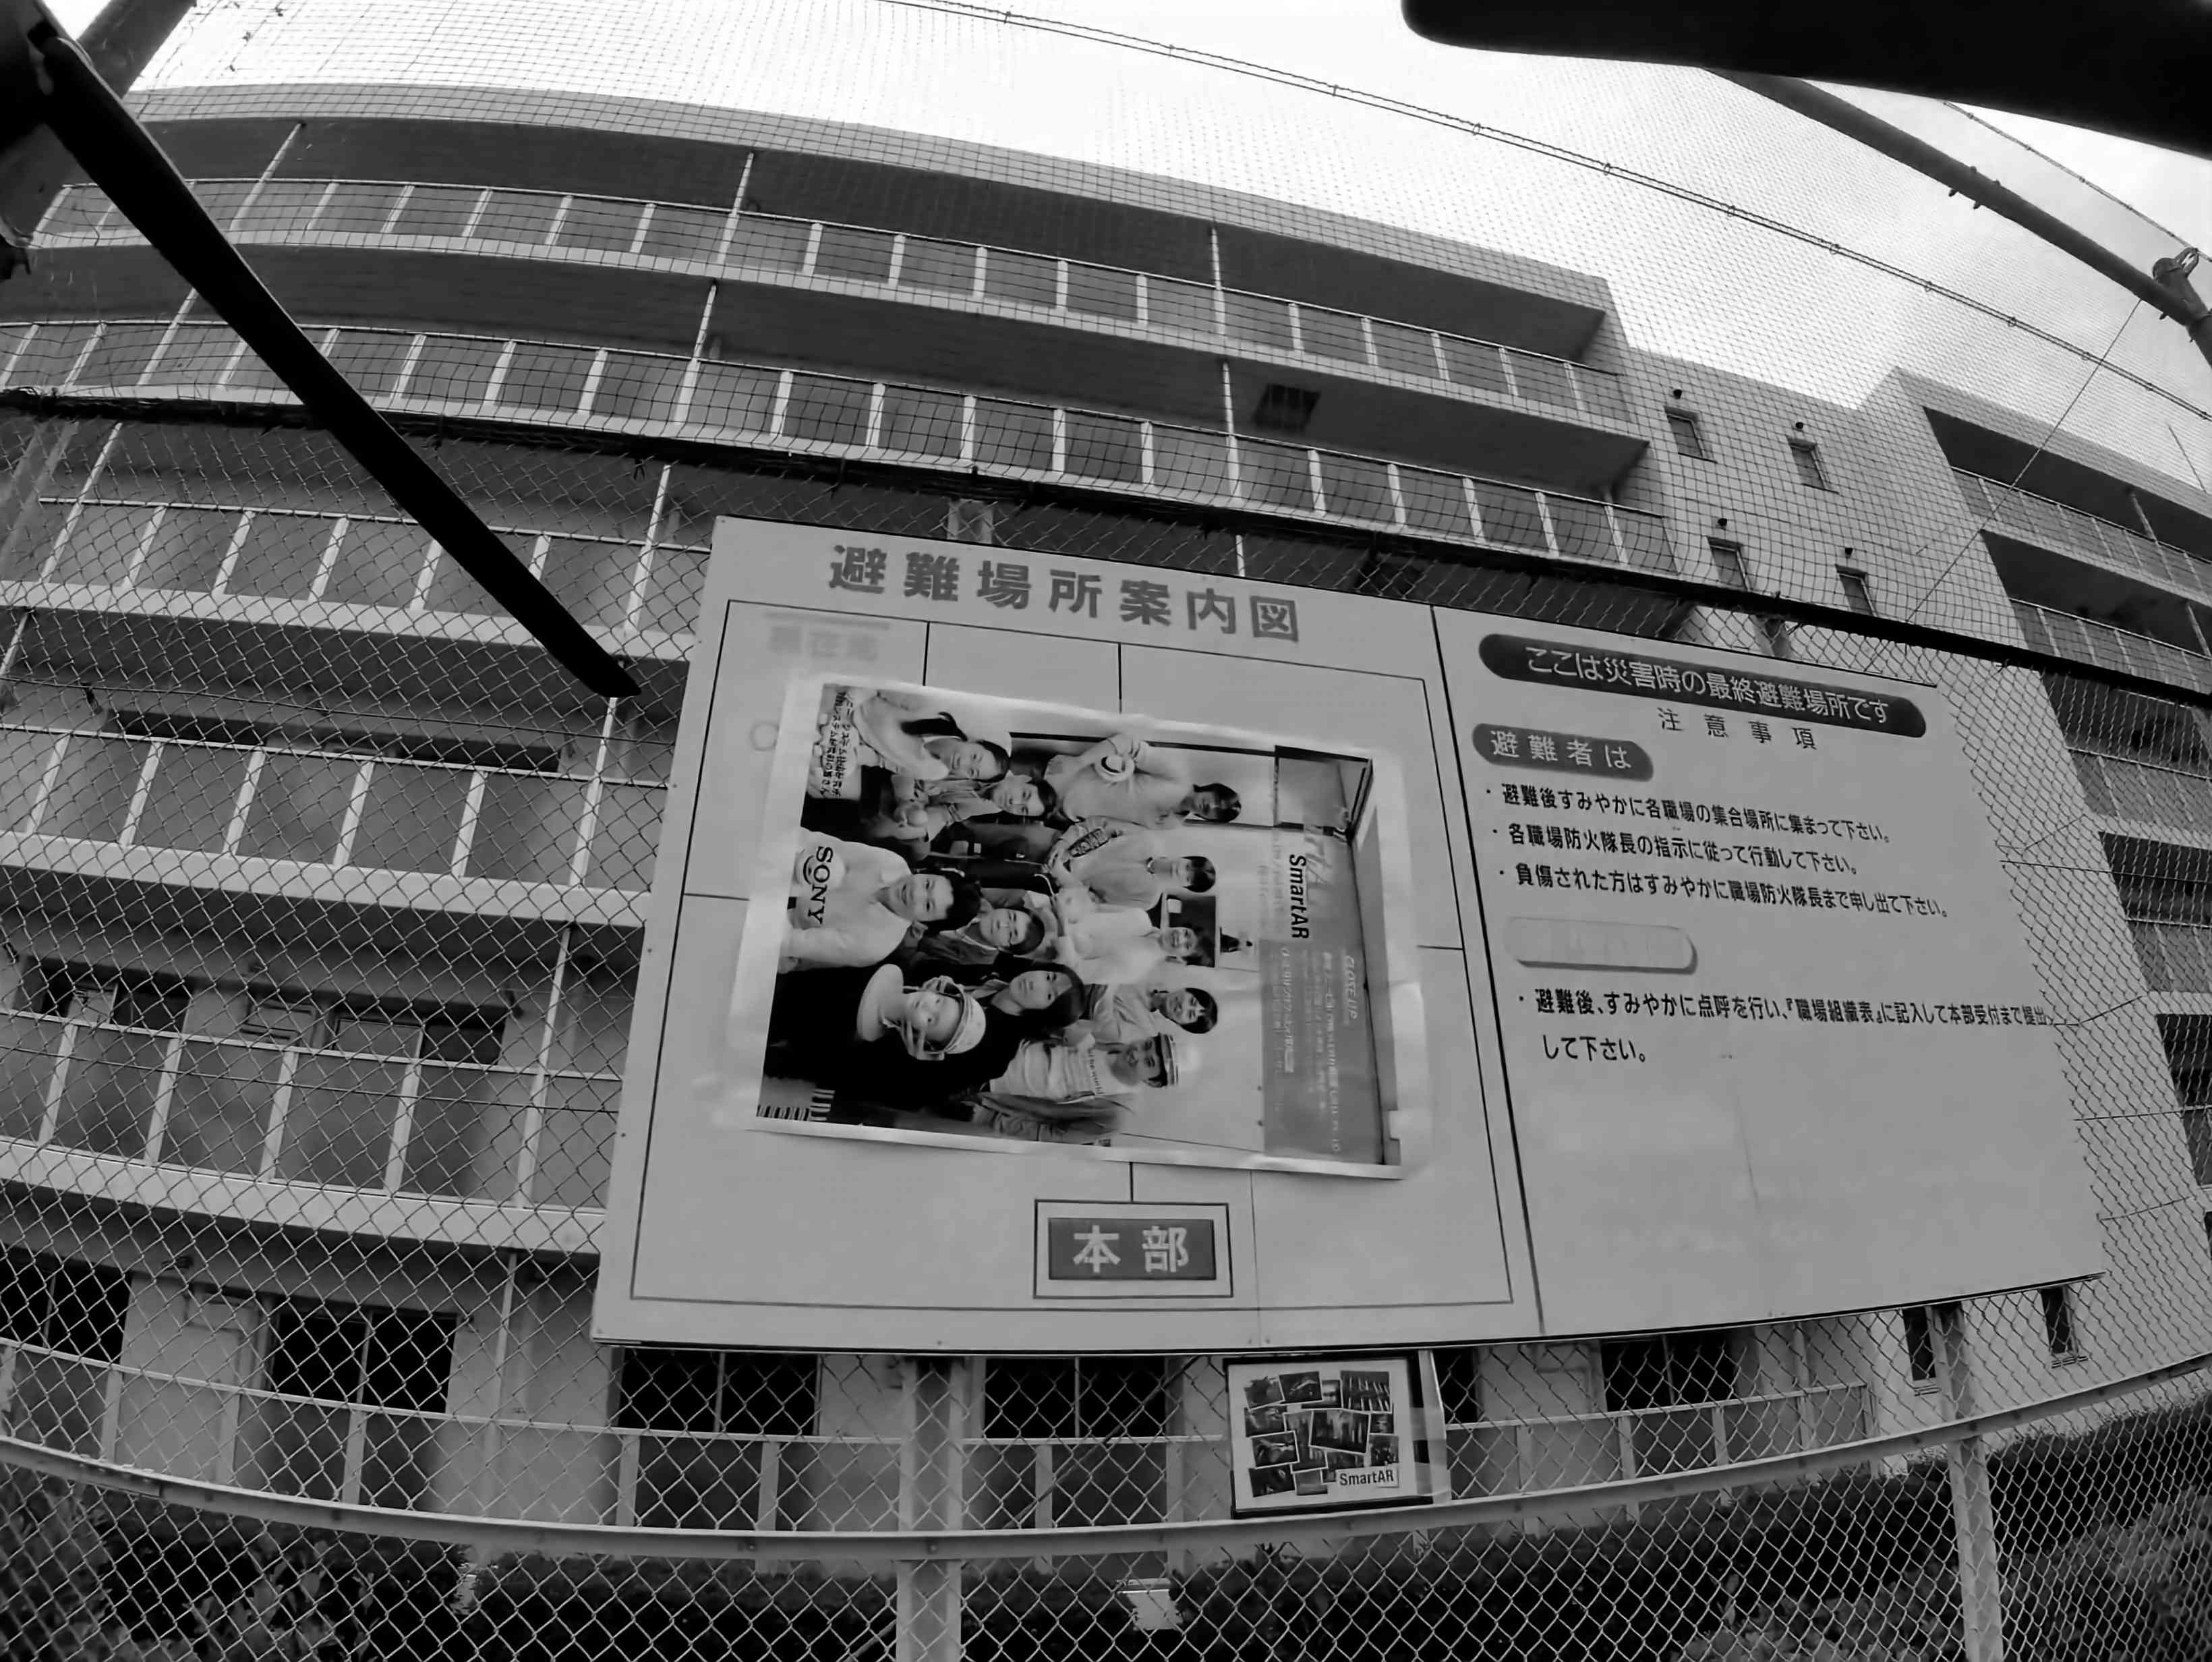 避難場所案内図
SONY
SmartAR
CLOSE UP
本部
ここは災害時の最終避難場所です
注意事項
避難者は
・避難後すみやかに各職場の集合場所に集まって下さい。
・各職場防火隊長の指示に従って行動して下さい。
・負傷された方はすみやかに職場防火隊長まで申し出て下さい。
・避難後、すみやかに点呼を行い、『職場組織表』に記入して本部受付まで提出
して下さい。
SmartAR